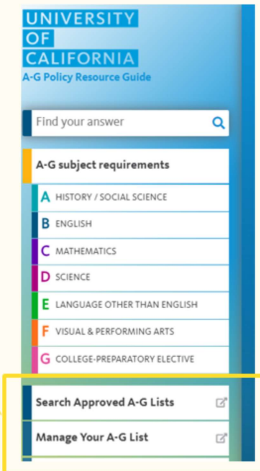 UNIVERSITY
OF
CALIFORNIA
A-G Policy Resource Guide
Find your answer
A-G subject requirements
A HISTORY / SOCIAL SCIENCE
B ENGLISH
C MATHEMATICS
D SCIENCE
E LANGUAGE OTHER THAN ENGLISH
F VISUAL & PERFORMING ARTS
G COLLEGE-PREPARATORY ELECTIVE
Search Approved A-G Lists
Manage Your A-G List